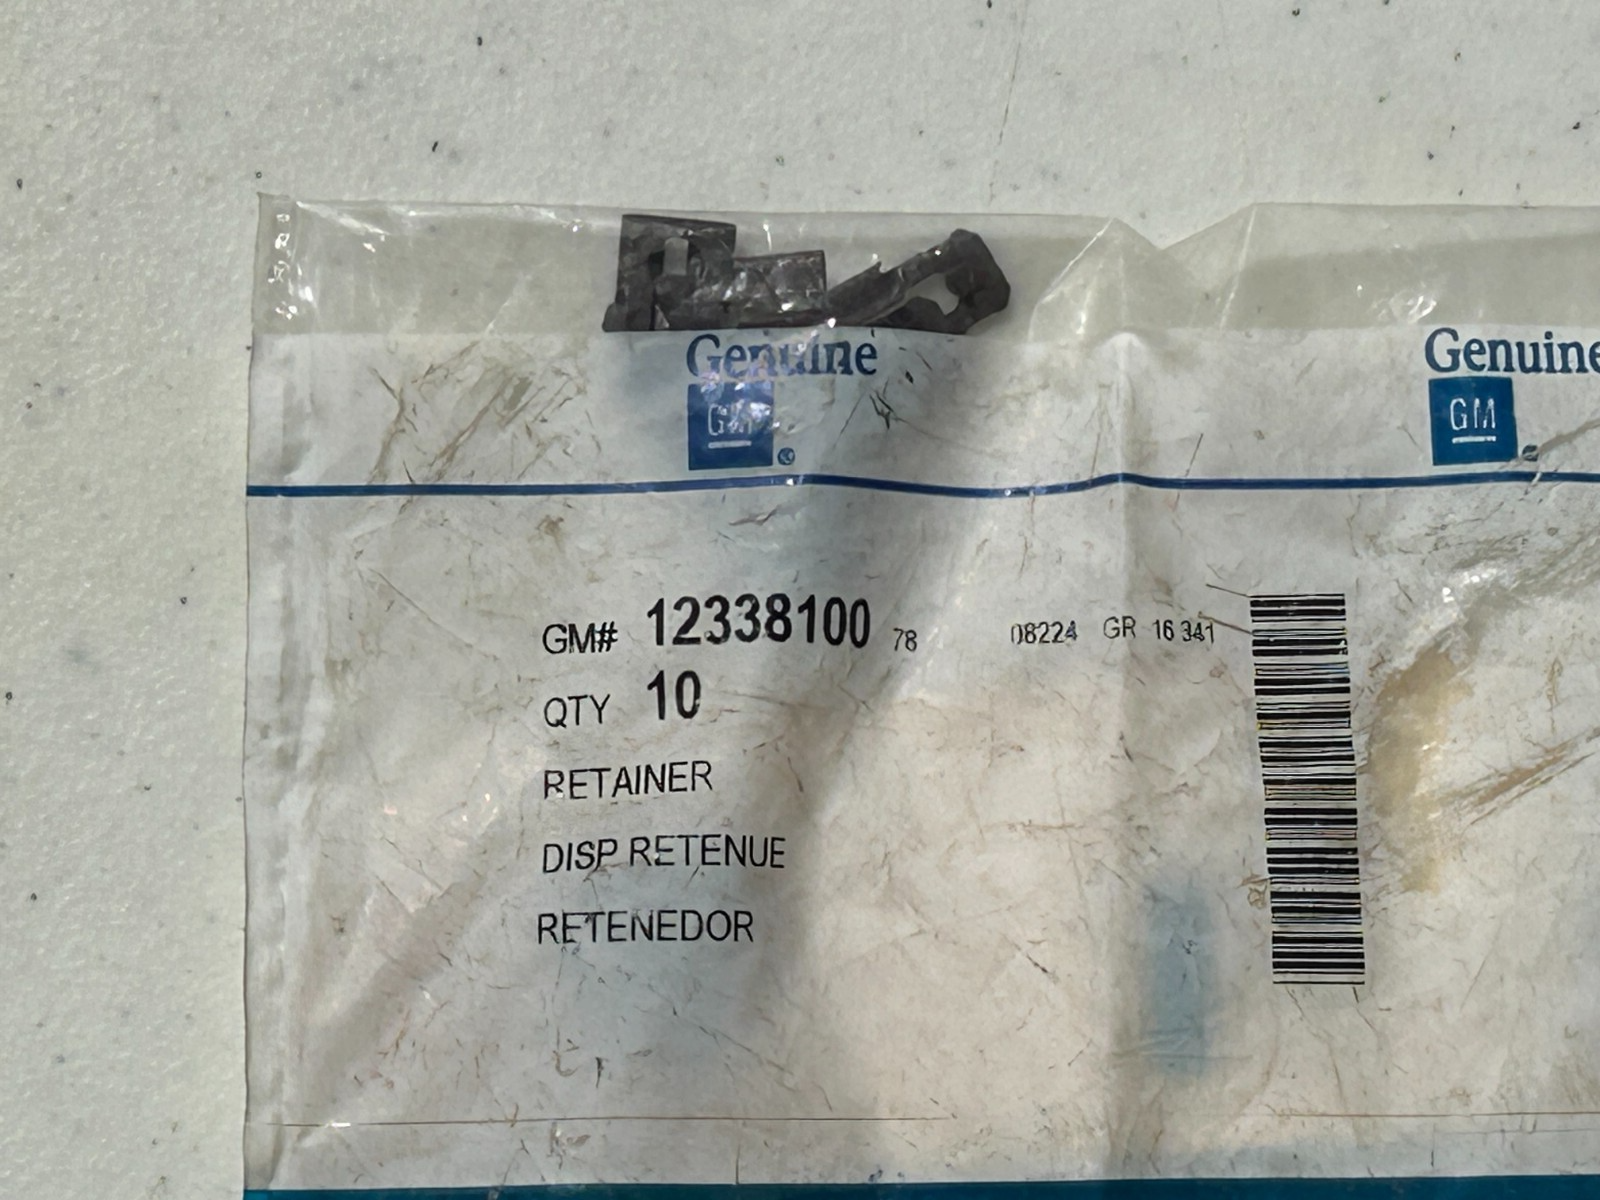 Genuine Genuine
GM GM
GM# 12338100 78 08224 GR 16 341
QTY 10
RETAINER
DISP RETENUE
RETENEDOR